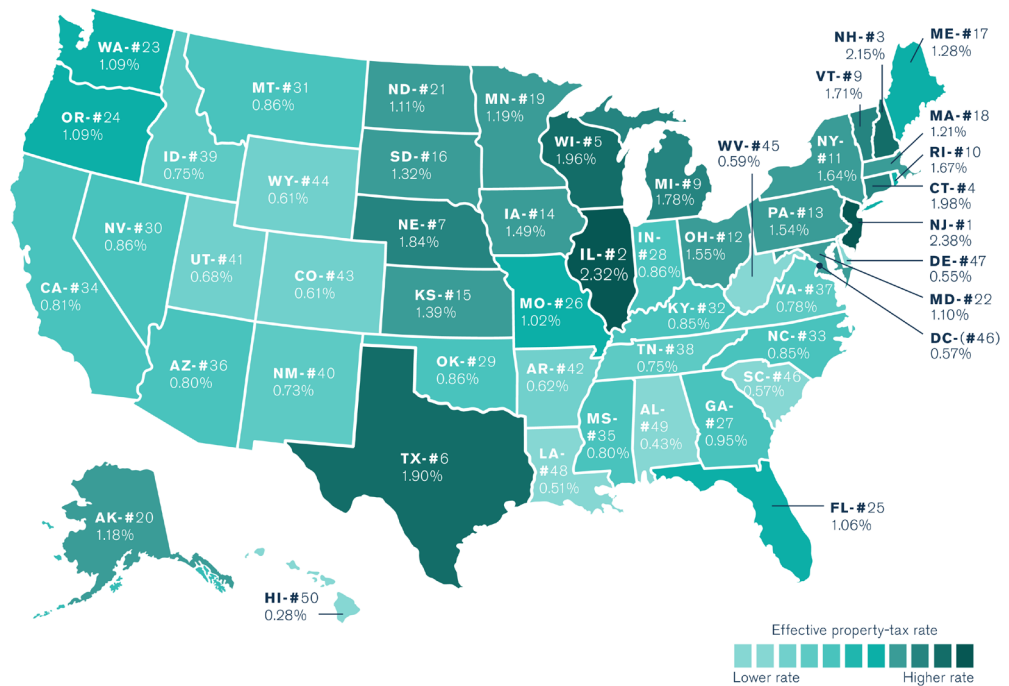 WA-#23
1.09%
OR-#24
1.09%
MT-#31
0.86%
ID-#39
0.75%
WY-#44
0.61%
ND-#21
1.11%
SD-#16
1.32%
NE-#7
1.84%
KS-#15
1.39%
MN-#19
1.19%
IA-#14
1.49%
WI-#5
1.96%
MI-#9
1.78%
NV-#30
0.86%
UT-#41
0.68%
CO-#43
0.61%
CA-#34
0.81%
AZ-#36
0.80%
NM-#40
0.73%
OK-#29
0.86%
TX-#6
1.90%
MO-#26
1.02%
AR-#42
0.62%
LA-
#48
0.51%
IL-#2
2.32%
IN-
#28
0.86%
OH-#12
1.55%
KY-#32
0.85%
TN-#38
0.75%
MS-
#35
0.80%
AL-
#49
0.43%
GA-
#27
0.95%
FL-#25
1.06%
SC-#46
0.57%
NC-#33
0.85%
VA-#37
0.78%
WV-#45
0.59%
PA-#13
1.54%
NY-
#11
1.64%
VT-#9
1.71%
NH-#3
2.15%
ME-#17
1.28%
MA-#18
1.21%
RI-#10
1.67%
CT-#4
1.98%
NJ-#1
2.38%
DE-#47
0.55%
MD-#22
1.10%
DC-(#46)
0.57%
AK-#20
1.18%
HI-#50
0.28%
Effective property-tax rate
Lower rate
Higher rate